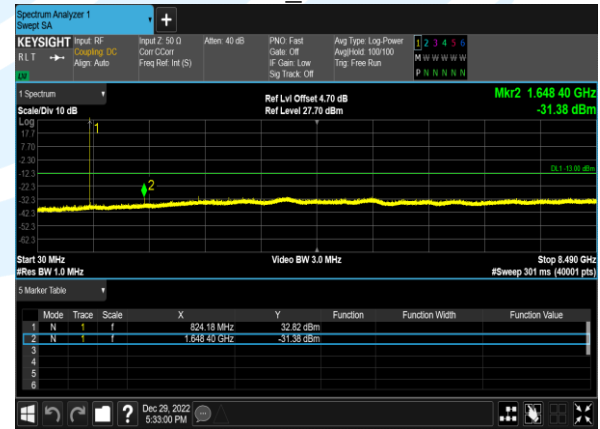 Spectrum Analyzer 1
Swept SA
+
KEYSIGHT
RLT
LW
Input: RF
Coupling: DC
Align: Auto
Input Z: 50 Ω
Corr CCorr
Freq Ref: Int (S)
Atten: 40 dB
PNO: Fast
Gate: Off
IF Gain: Low
Sig Track: Off
Avg Type: Log-Power
Avg|Hold: 100/100
Trig: Free Run
1 2 3 4 5 6
M W W W W W
P N N N N N
1 Spectrum
Scale/Div 10 dB
Ref Lvl Offset 4.70 dB
Ref Level 27.70 dBm
Mkr2 1.648 40 GHz
-31.38 dBm
Log
17.7
7.70
-2.30
-12.3
-22.3
-32.3
-42.3
-52.3
-62.3
1
2
DL1 -13.00 dBm
Start 30 MHz
#Res BW 1.0 MHz
Video BW 3.0 MHz
Stop 8.490 GHz
#Sweep 301 ms (40001 pts)
5 Marker Table
Mode Trace Scale X Y Function Function Width Function Value
1 N 1 f 824.18 MHz 32.82 dBm
2 N 1 f 1.648 40 GHz -31.38 dBm
3
4
5
6
?
Dec 29, 2022
5:33:00 PM